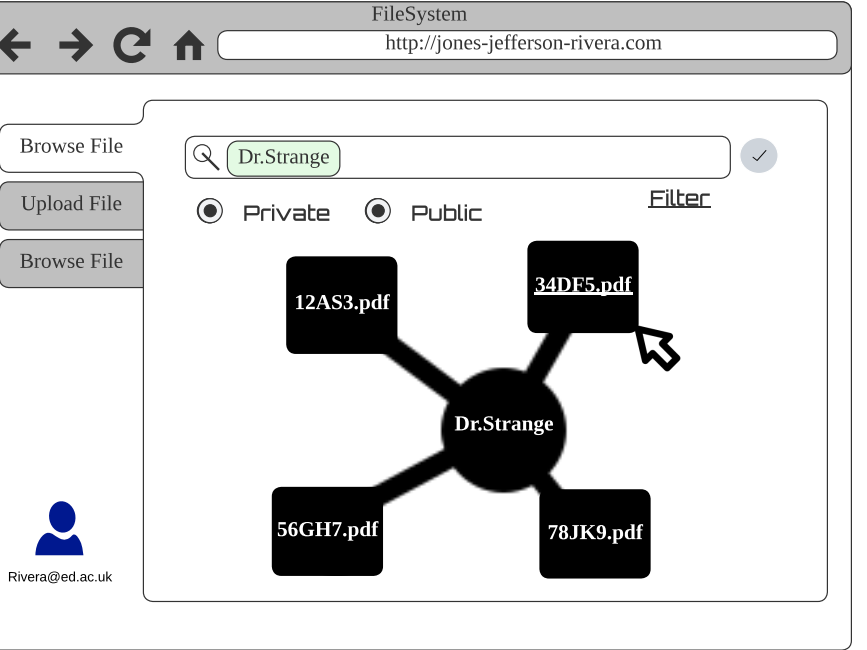 FileSystem
http://jones-jefferson-rivera.com
Browse File
Upload File
Browse File
Dr.Strange
Private
Public
Filter
12AS3.pdf
34DF5.pdf
Dr.Strange
56GH7.pdf
78JK9.pdf
Rivera@ed.ac.uk